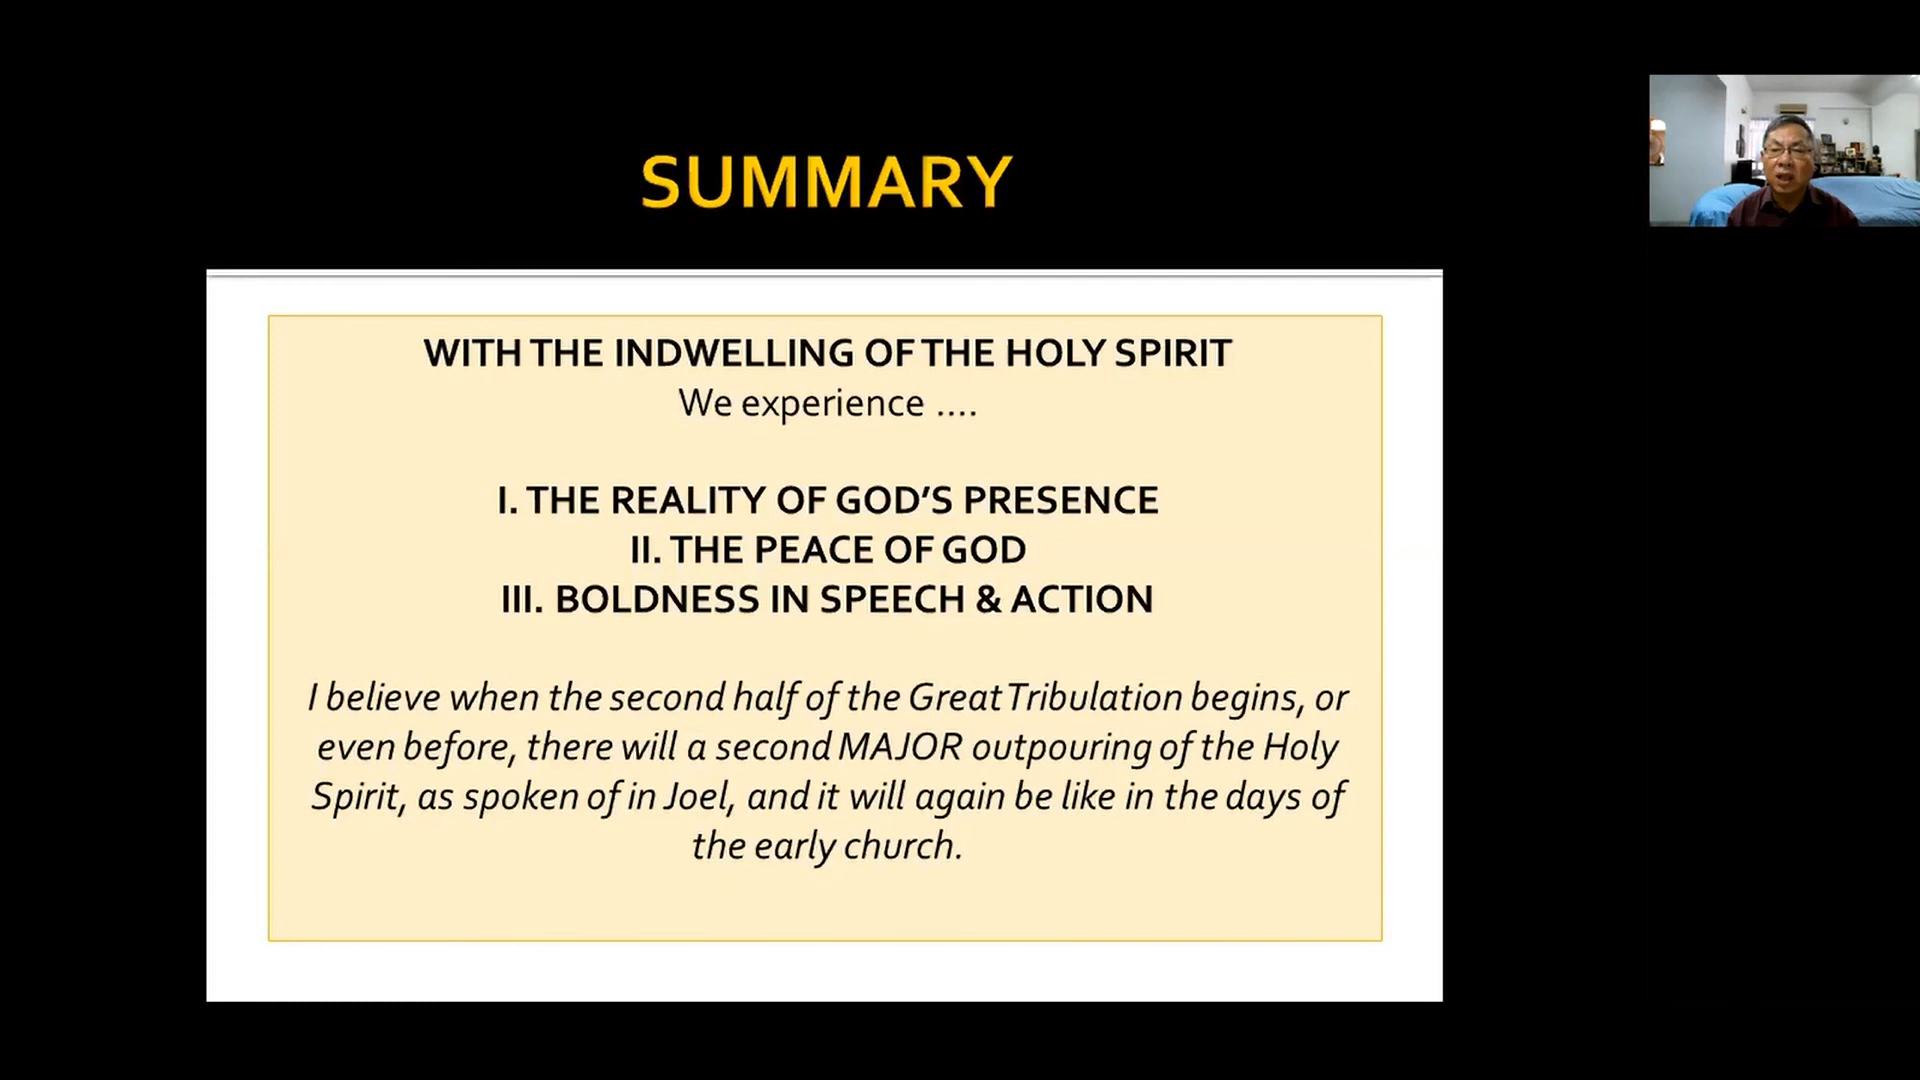 SUMMARY
WITH THE INDWELLING OF THE HOLY SPIRIT
We experience ....
I. THE REALITY OF GOD’S PRESENCE
II. THE PEACE OF GOD
III. BOLDNESS IN SPEECH & ACTION
I believe when the second half of the Great Tribulation begins, or
even before, there will a second MAJOR outpouring of the Holy
Spirit, as spoken of in Joel, and it will again be like in the days of
the early church.